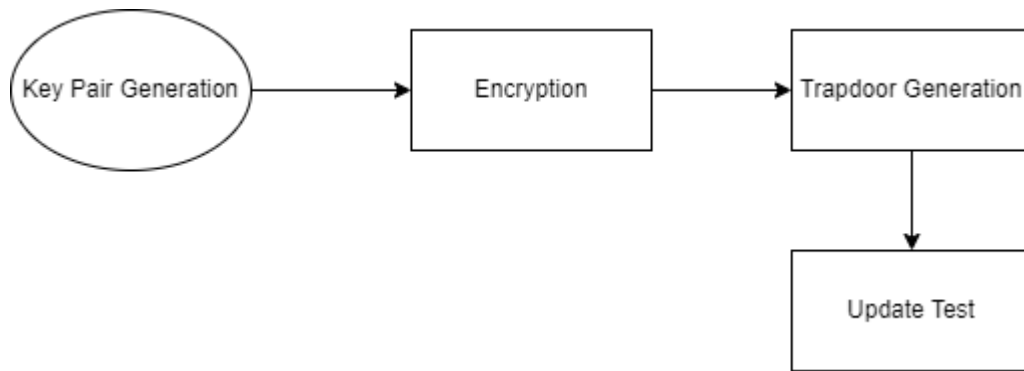 Key Pair Generation
Encryption
Trapdoor Generation
Update Test